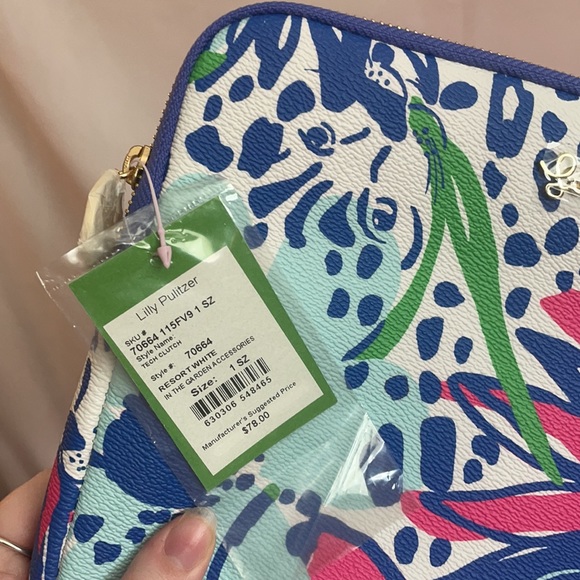 Lilly Pulitzer
SKU #
70664 115FV9 1 SZ
Style Name
TECH CLUTCH
Style #: 70664
RESORT WHITE
IN THE GARDEN ACCESSORIES
Size: 1 SZ
630306 548465
Manufacturer's Suggested Price
$78.00